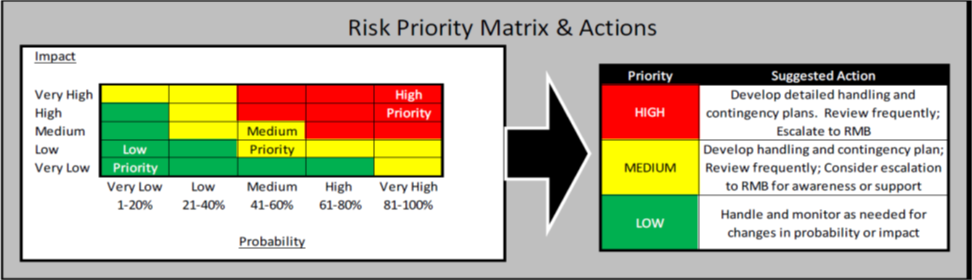 Risk Priority Matrix & Actions
Impact
Very High
High
High
Priority
Medium
Medium
Low
Low
Priority
Very Low
Priority
Very Low
Low
Medium
High
Very High
1-20%
21-40%
41-60%
61-80%
81-100%
Probability
Priority
Suggested Action
HIGH
Develop detailed handling and
contingency plans. Review frequently;
Escalate to RMB
MEDIUM
Develop handling and contingency plan;
Review frequently; Consider escalation
to RMB for awareness or support
LOW
Handle and monitor as needed for
changes in probability or impact